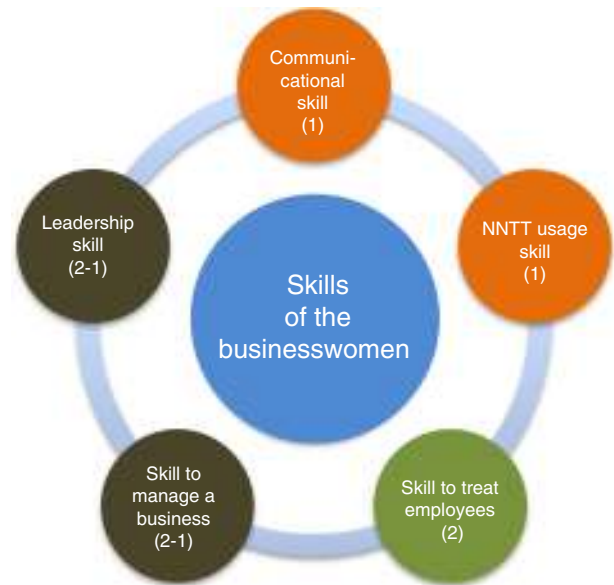 Communi-
cational
skill
(1)
Leadership
skill
(2-1)
NNTT usage
skill
(1)
Skills
of the
businesswomen
Skill to
manage a
business
(2-1)
Skill to treat
employees
(2)